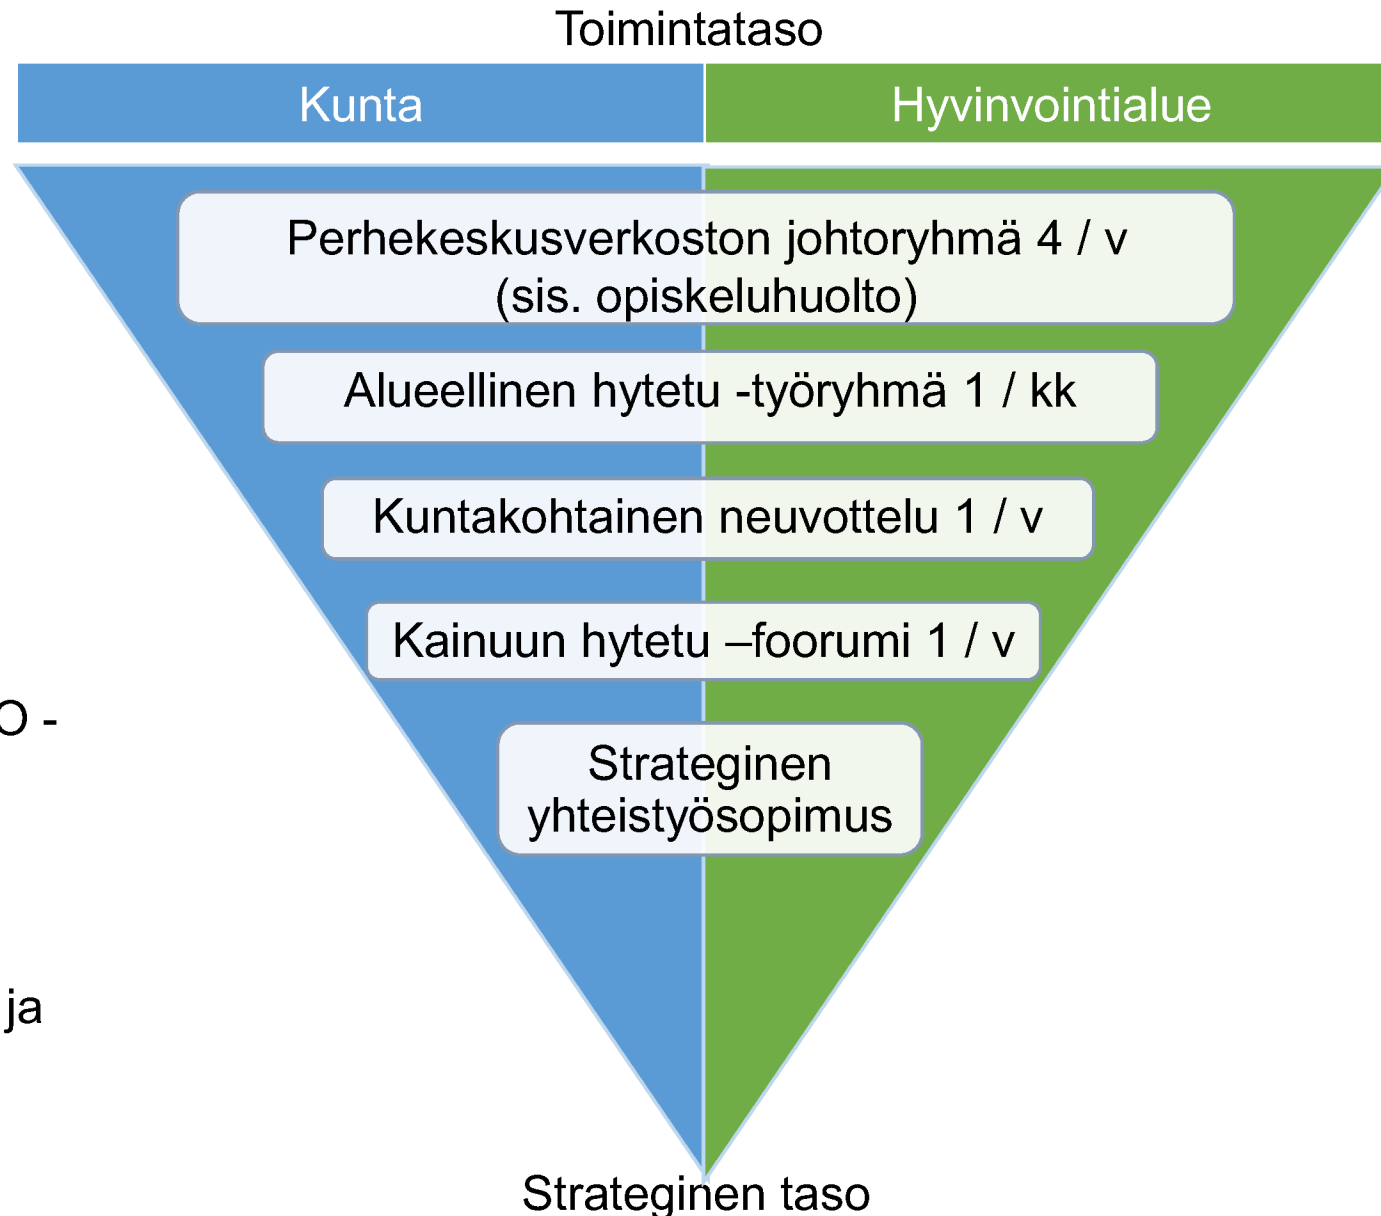 Toimintataso
Kunta
Hyvinvointialue
Perhekeskusverkoston johtoryhmä 4 / v
(sis. opiskeluhuolto)
Alueellinen hytetu -työryhmä 1 / kk
Kuntakohtainen neuvottelu 1 / v
Kainuun hytetu –foorumi 1 / v
O -
Strateginen
yhteistyösopimus
ja
Strateginen taso